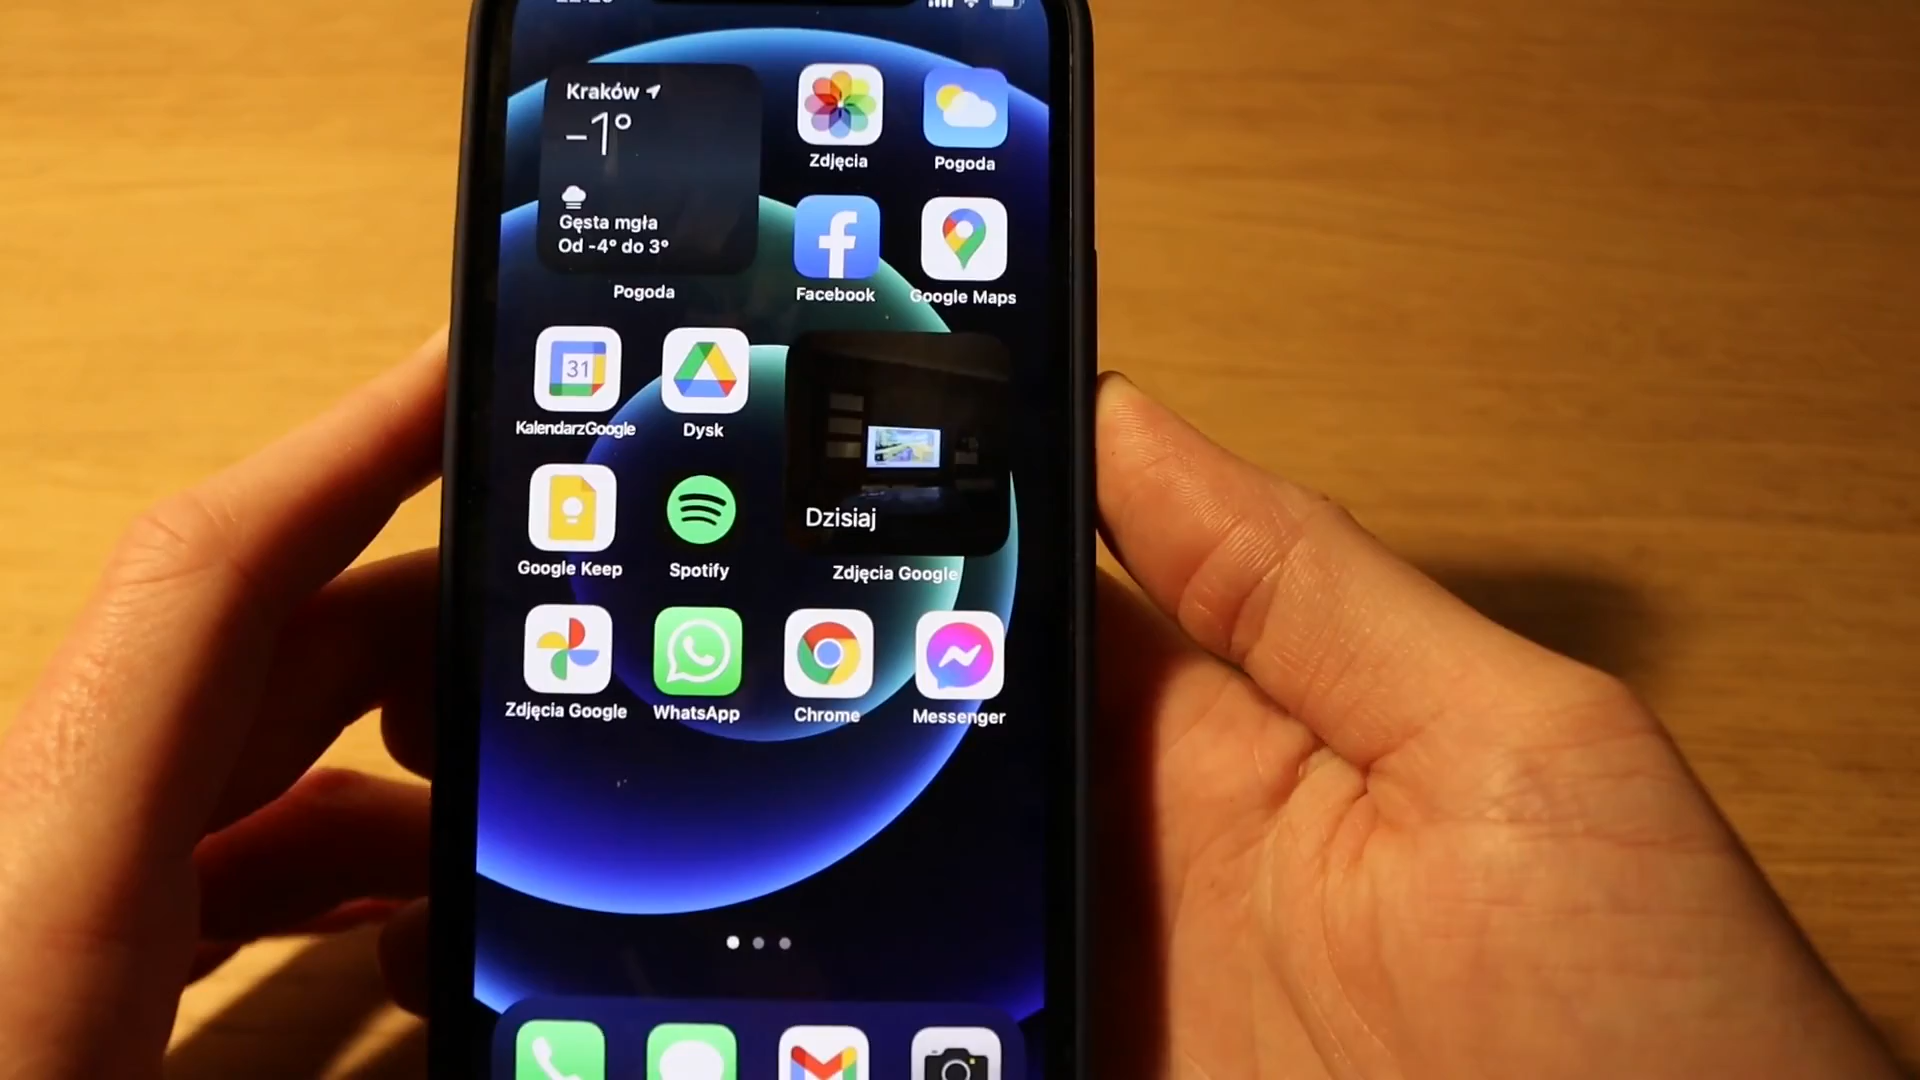 Kraków
-1°
Gęsta mgła
Od -4° do 3°
Pogoda
Zdjęcia
Pogoda
Facebook
Google Maps
31
KalendarzGoogle
Dysk
Dzisiaj
Google Keep
Spotify
Zdjęcia Google
Zdjęcia Google
WhatsApp
Chrome
Messenger